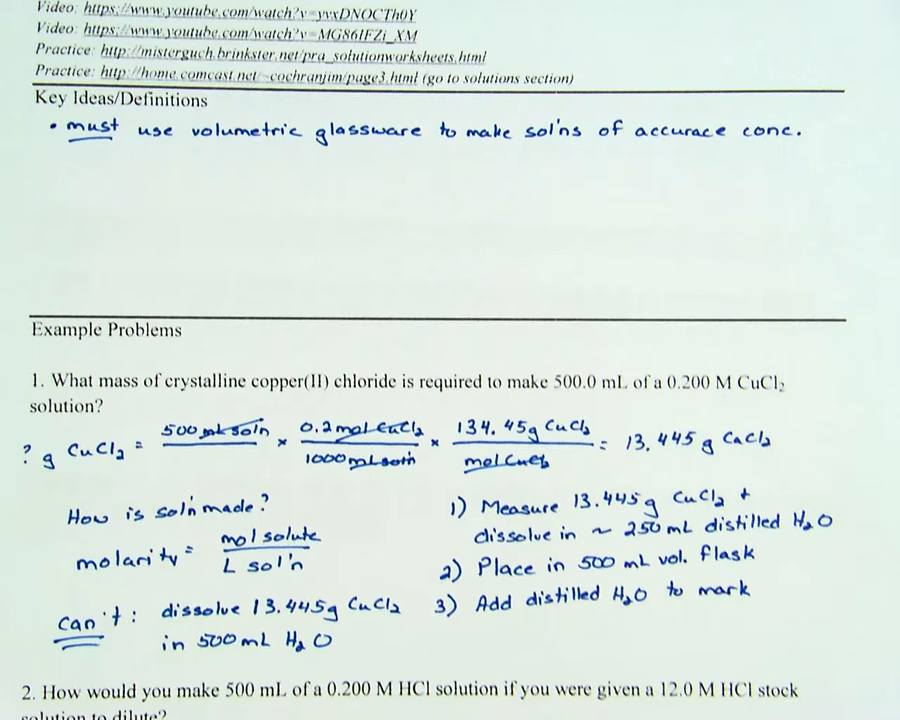 Video: https://www.youtube.com/watch?v=yvxDNOCTh0Y
Video: https://www.youtube.com/watch?v=MG86IFZi_XM
Practice: http://misterguch.brinkster.net/pra_solutionworksheets.html
Practice: http://home.comcast.net/~cochranjim/page3.html (go to solutions section)
Key Ideas/Definitions
• must use volumetric glassware to make sol'ns of accurace conc.
Example Problems
1. What mass of crystalline copper(II) chloride is required to make 500.0 mL of a 0.200 M CuCl₂
solution?
? g CuCl₂ = 500 mL soln × 0.2 mol CuCl₂ / 1000 mL soln × 134.45g CuCl₂ / mol CuCl₂ = 13.445 g CaCl₂
How is sol'n made?
molarity = mol solute / L sol'n
can't: dissolve 13.445g CuCl₂
in 500 mL H₂O
1) Measure 13.445g CuCl₂ +
dissolve in ~ 250 mL distilled H₂O
2) Place in 500 mL vol. flask
3) Add distilled H₂O to mark
2. How would you make 500 mL of a 0.200 M HCl solution if you were given a 12.0 M HCl stock
solution to dilute?